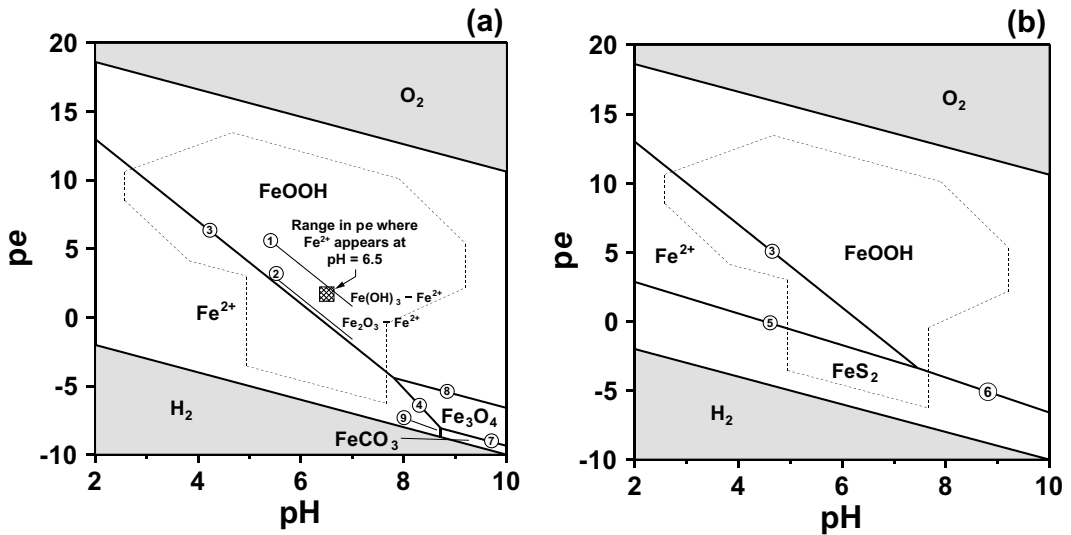 (a)
20
15
10
5
0
-5
-10
pe
2
4
6
8
10
pH
O₂
FeOOH
Range in pe where
Fe²⁺ appears at
pH = 6.5
③
①
②
Fe(OH)₃ – Fe²⁺
Fe₂O₃ – Fe²⁺
Fe²⁺
⑧
④
⑨
Fe₃O₄
H₂
FeCO₃
⑦
(b)
20
15
10
5
0
-5
-10
pe
2
4
6
8
10
pH
O₂
Fe²⁺
③
FeOOH
⑤
FeS₂
⑥
H₂